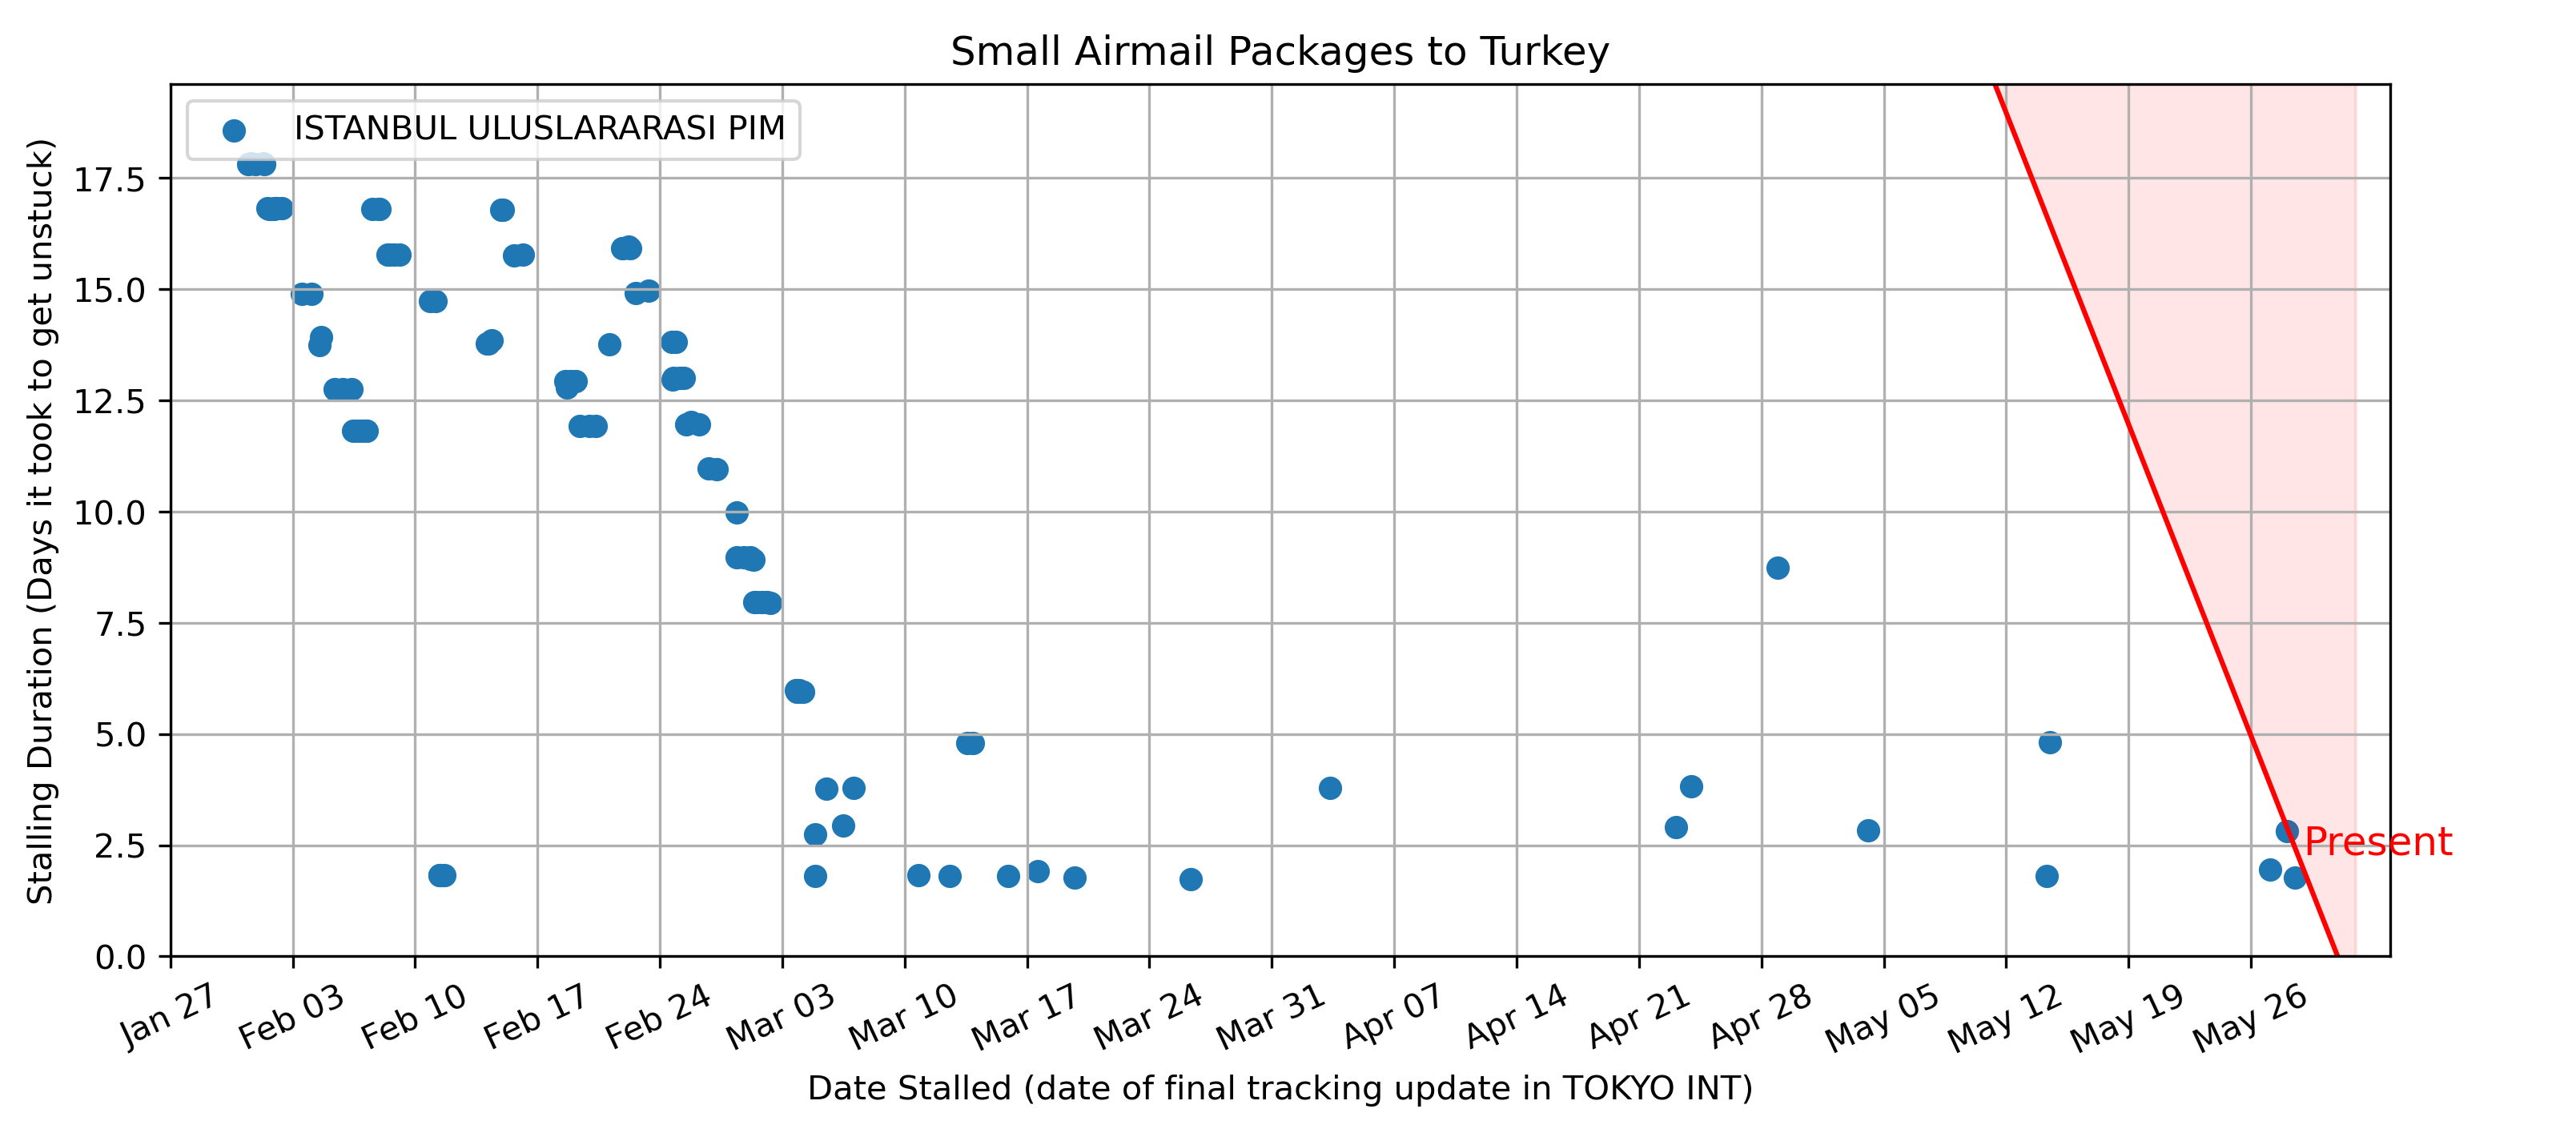 Small Airmail Packages to Turkey
ISTANBUL ULUSLARARASI PIM
Stalling Duration (Days it took to get unstuck)
17.5
15.0
12.5
10.0
7.5
5.0
2.5
0.0
Present
Jan 27
Feb 03
Feb 10
Feb 17
Feb 24
Mar 03
Mar 10
Mar 17
Mar 24
Mar 31
Apr 07
Apr 14
Apr 21
Apr 28
May 05
May 12
May 19
May 26
Date Stalled (date of final tracking update in TOKYO INT)